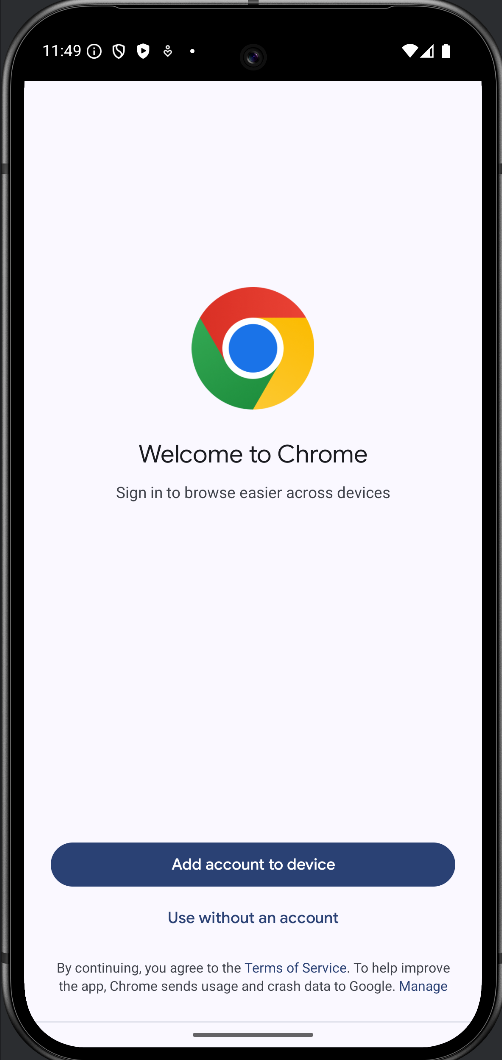 11:49
Welcome to Chrome
Sign in to browse easier across devices
Add account to device
Use without an account
By continuing, you agree to the Terms of Service. To help improve
the app, Chrome sends usage and crash data to Google. Manage